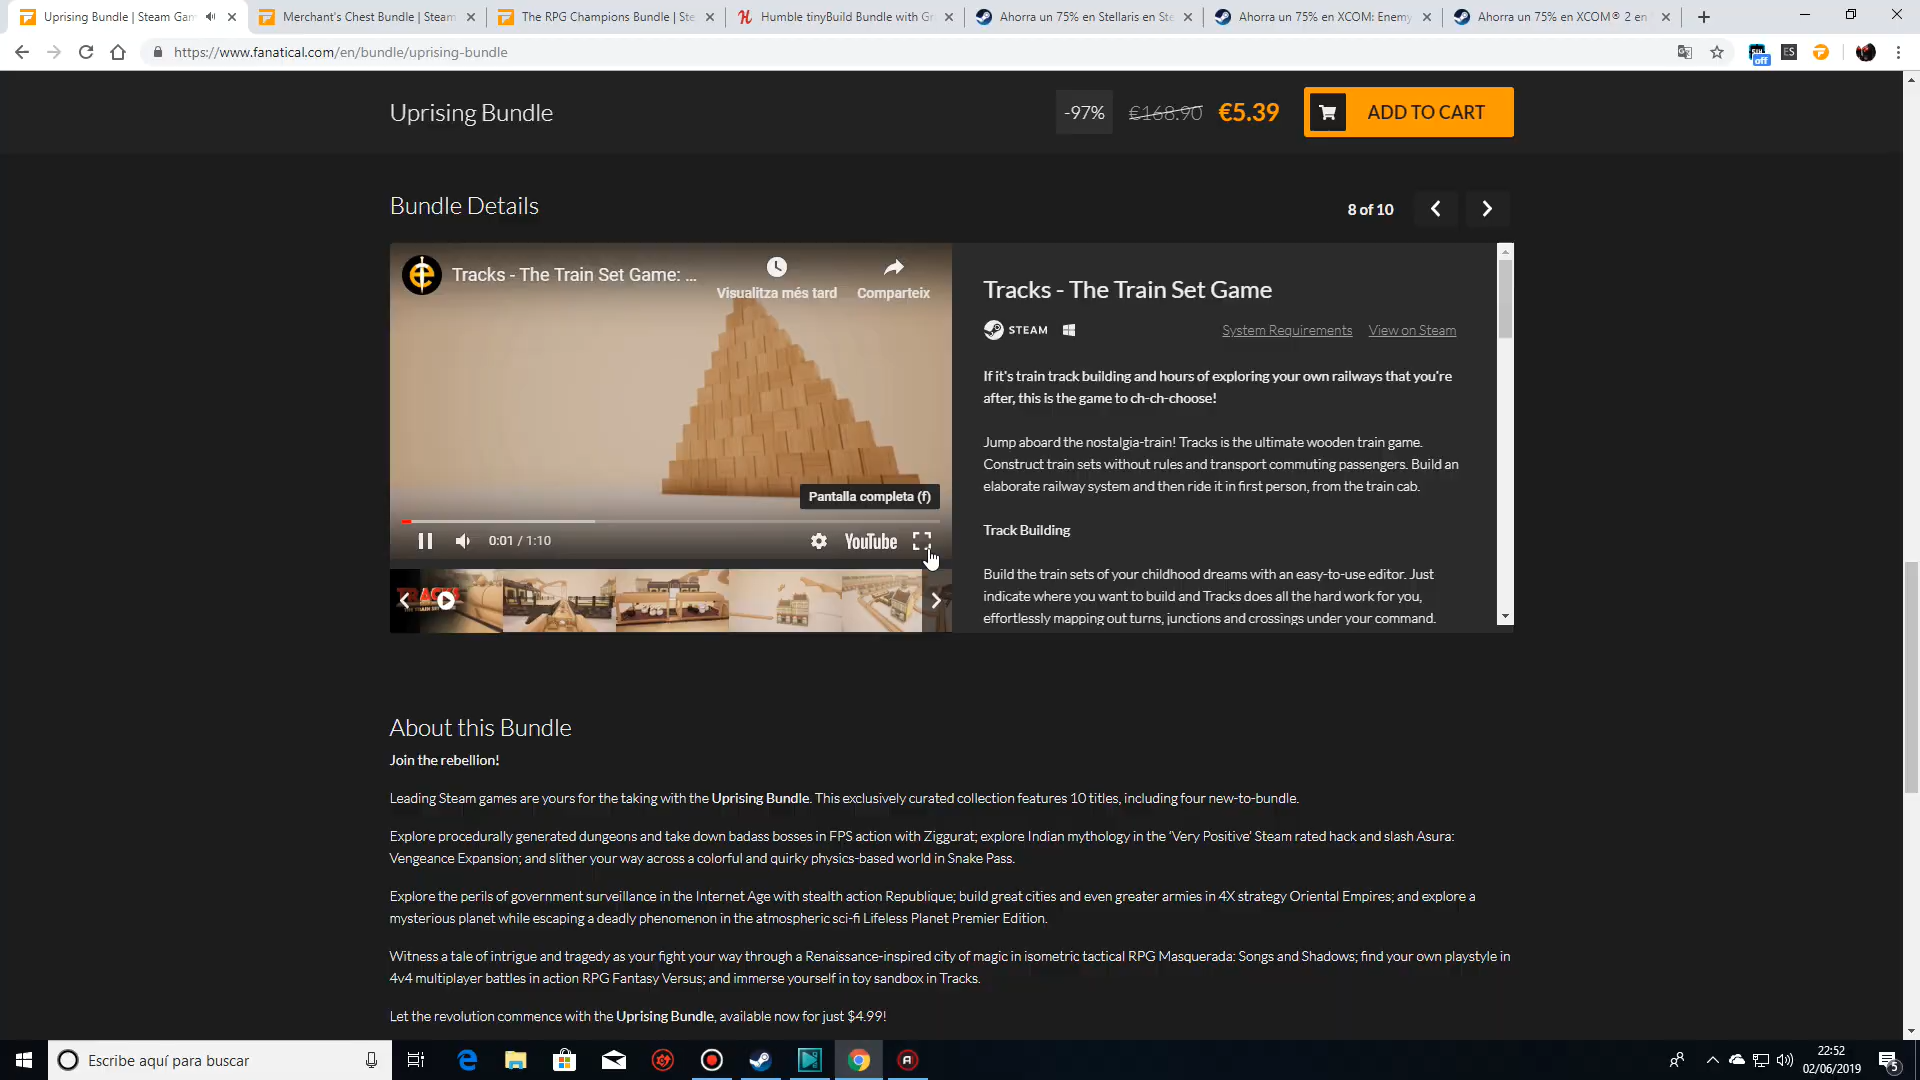 Uprising Bundle | Steam Gam
Merchant's Chest Bundle | Steam
The RPG Champions Bundle | Ste
Humble tinyBuild Bundle with Gr
Ahorra un 75% en Stellaris en Ste
Ahorra un 75% en XCOM: Enemy
Ahorra un 75% en XCOM® 2 en
https://www.fanatical.com/en/bundle/uprising-bundle
off
ES
Uprising Bundle
-97%
€168.90
€5.39
ADD TO CART
Bundle Details
8 of 10
Tracks - The Train Set Game: ...
Visualitza més tard
Comparteix
Pantalla completa (f)
0:01 / 1:10
YouTube
Tracks - The Train Set Game
STEAM
System Requirements
View on Steam
If it's train track building and hours of exploring your own railways that you're
after, this is the game to ch-ch-choose!
Jump aboard the nostalgia-train! Tracks is the ultimate wooden train game.
Construct train sets without rules and transport commuting passengers. Build an
elaborate railway system and then ride it in first person, from the train cab.
Track Building
Build the train sets of your childhood dreams with an easy-to-use editor. Just
indicate where you want to build and Tracks does all the hard work for you,
effortlessly mapping out turns, junctions and crossings under your command.
About this Bundle
Join the rebellion!
Leading Steam games are yours for the taking with the Uprising Bundle. This exclusively curated collection features 10 titles, including four new-to-bundle.
Explore procedurally generated dungeons and take down badass bosses in FPS action with Ziggurat; explore Indian mythology in the 'Very Positive' Steam rated hack and slash Asura:
Vengeance Expansion; and slither your way across a colorful and quirky physics-based world in Snake Pass.
Explore the perils of government surveillance in the Internet Age with stealth action Republique; build great cities and even greater armies in 4X strategy Oriental Empires; and explore a
mysterious planet while escaping a deadly phenomenon in the atmospheric sci-fi Lifeless Planet Premier Edition.
Witness a tale of intrigue and tragedy as your fight your way through a Renaissance-inspired city of magic in isometric tactical RPG Masquerada: Songs and Shadows; find your own playstyle in
4v4 multiplayer battles in action RPG Fantasy Versus; and immerse yourself in toy sandbox in Tracks.
Let the revolution commence with the Uprising Bundle, available now for just $4.99!
Escribe aquí para buscar
22:52
02/06/2019
5